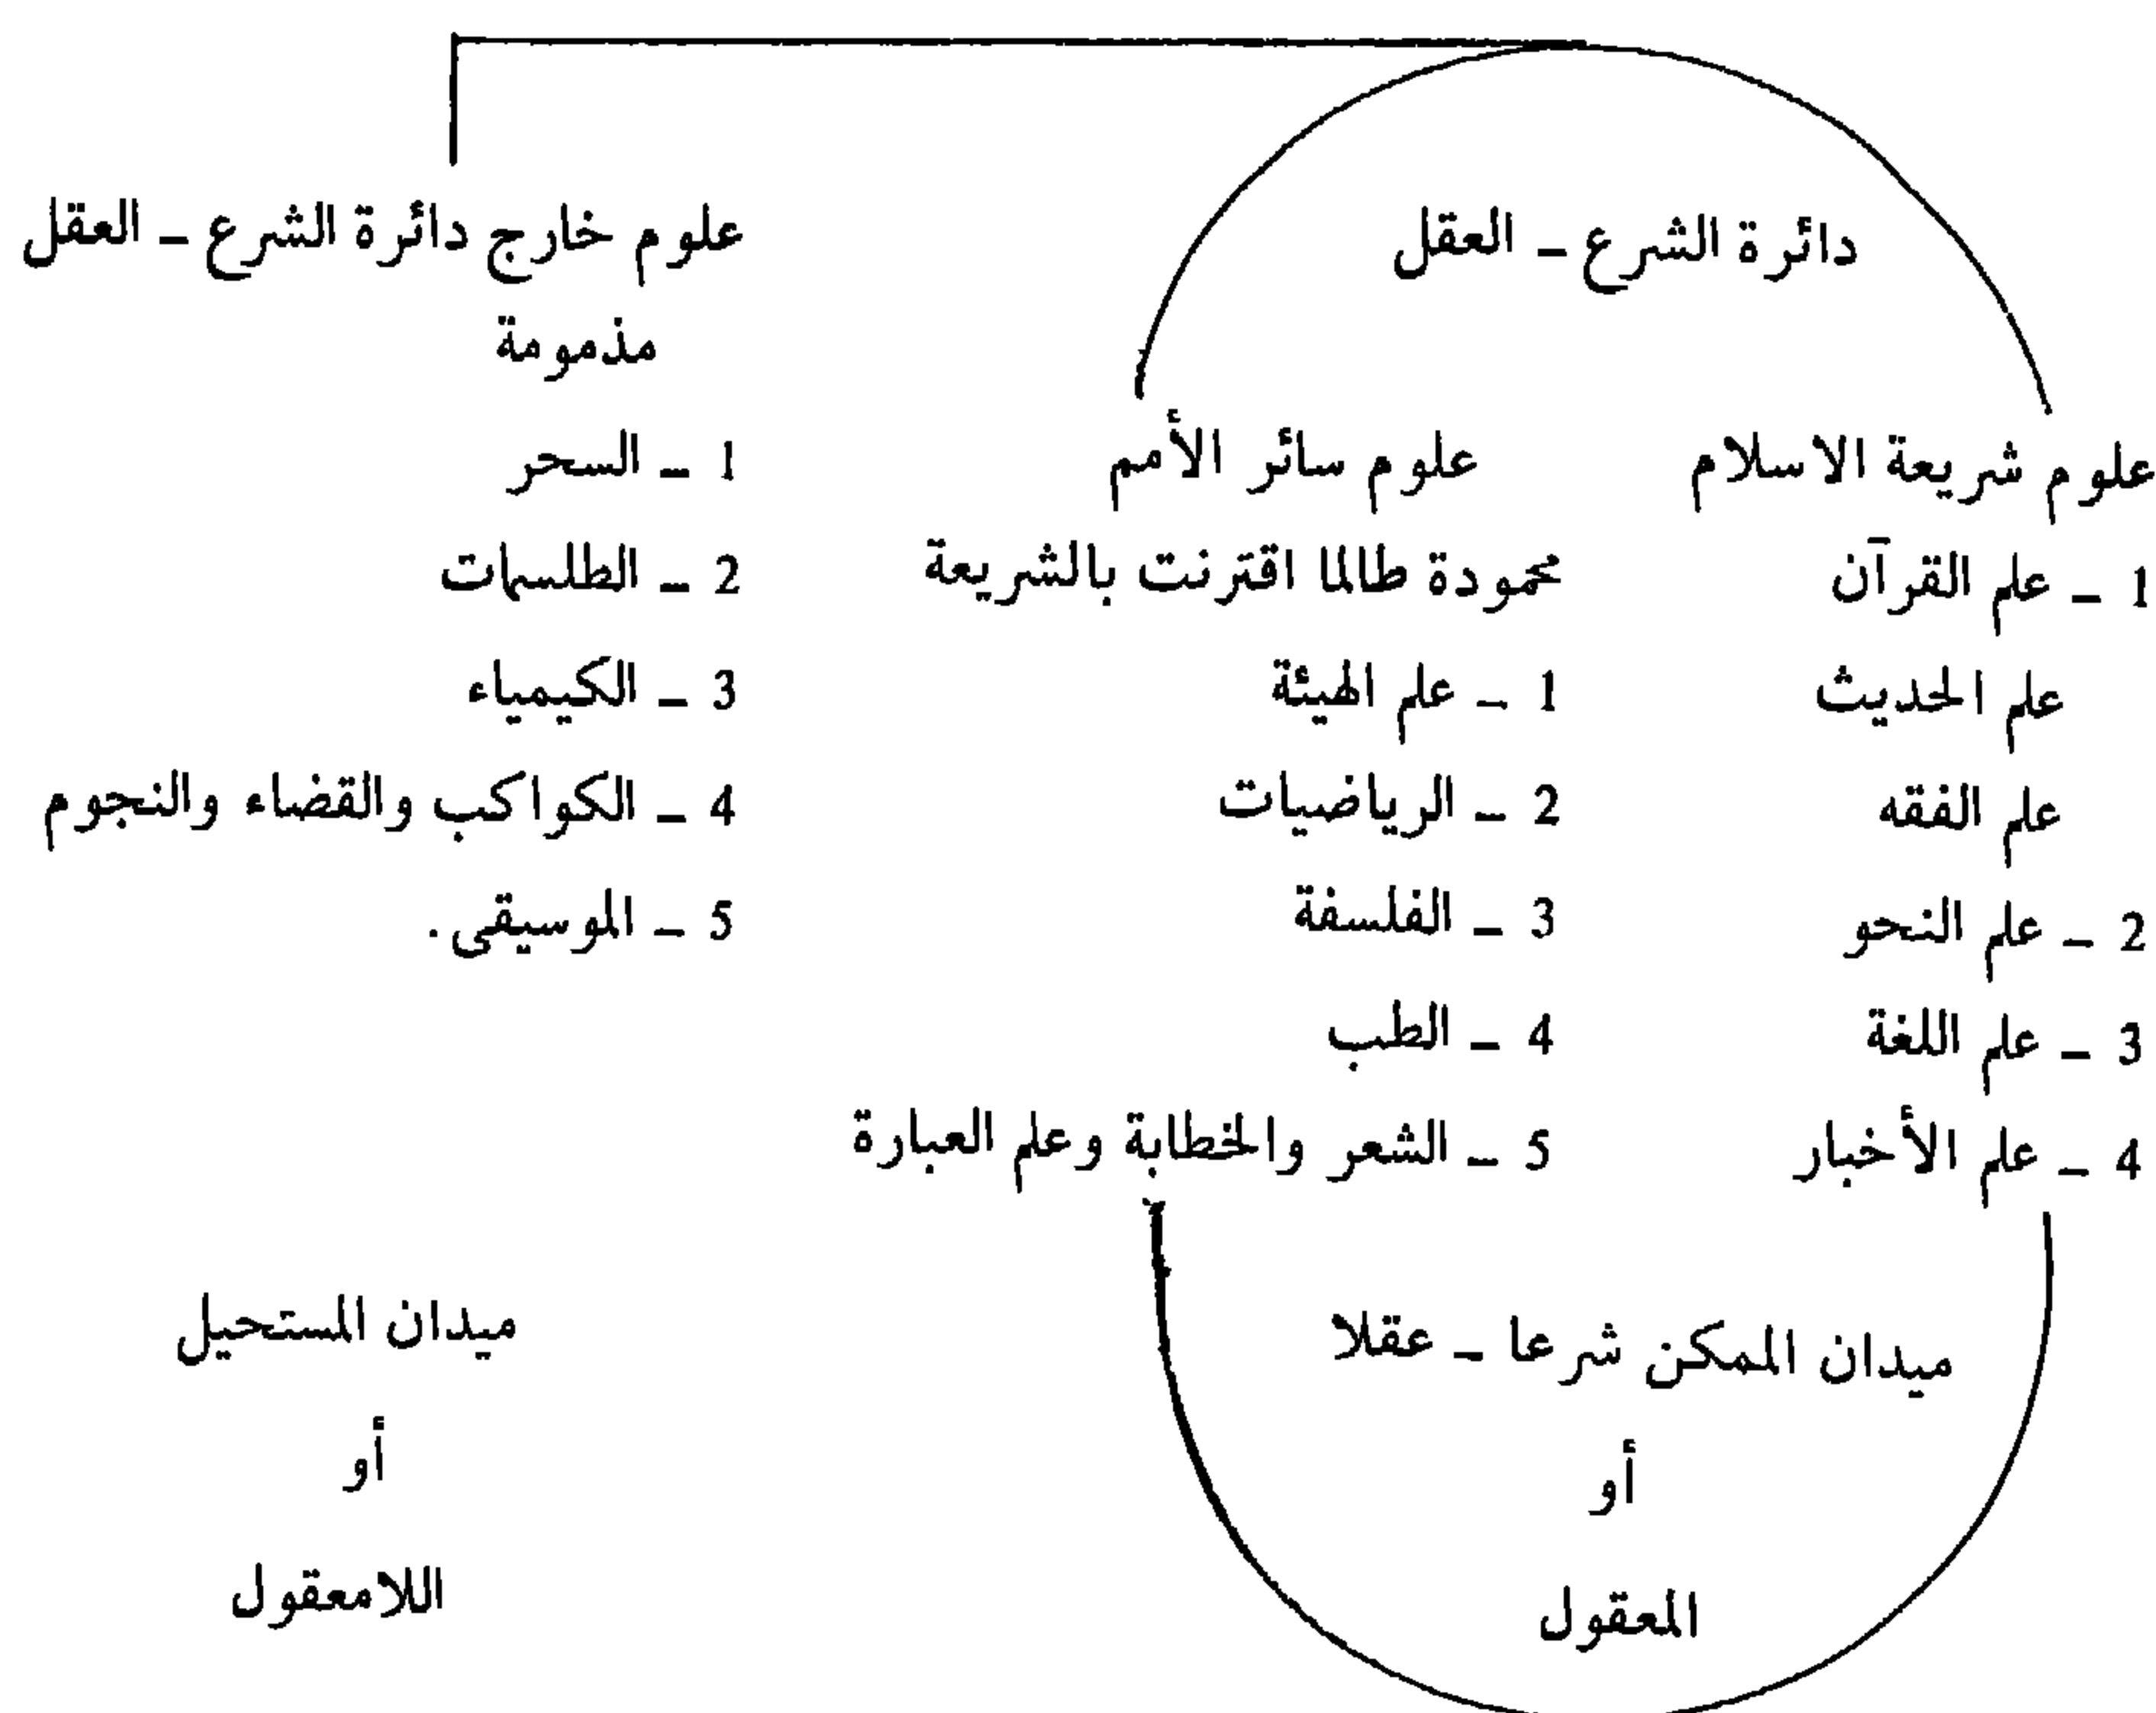 دائرة الشرع - العقل
علوم شريعة الاسلام
1 - علم القرآن
علم الحديث
علم الفقه
2 - علم النحو
3 - علم اللغة
4 - علم الأخبار
علوم سائر الأمم
محمودة طالما اقترنت بالشريعة
1 - علم الهيئة
2 - الرياضيات
3 - الفلسفة
4 - الطب
5 - الشعر والخطابة وعلم العبارة
ميدان الممكن شرعا - عقلا
أو
المعقول
علوم خارج دائرة الشرع - العقل
مذمومة
1 - السحر
2 - الطلسمات
3 - الكيمياء
4 - الكواكب والقضاء والنجوم
5 - الموسيقى.
ميدان المستحيل
أو
اللامعقول